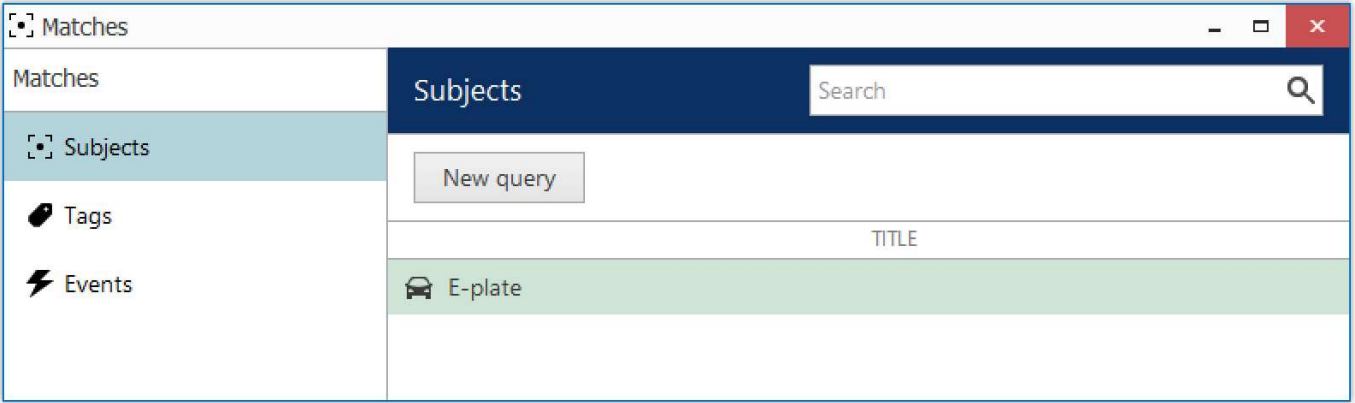 Matches
Matches
Subjects
Tags
Events
Subjects
Search
New query
TITLE
E-plate